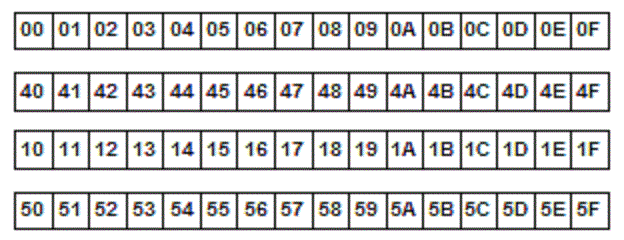 00 01 02 03 04 05 06 07 08 09 0A 0B 0C 0D 0E 0F
40 41 42 43 44 45 46 47 48 49 4A 4B 4C 4D 4E 4F
10 11 12 13 14 15 16 17 18 19 1A 1B 1C 1D 1E 1F
50 51 52 53 54 55 56 57 58 59 5A 5B 5C 5D 5E 5F